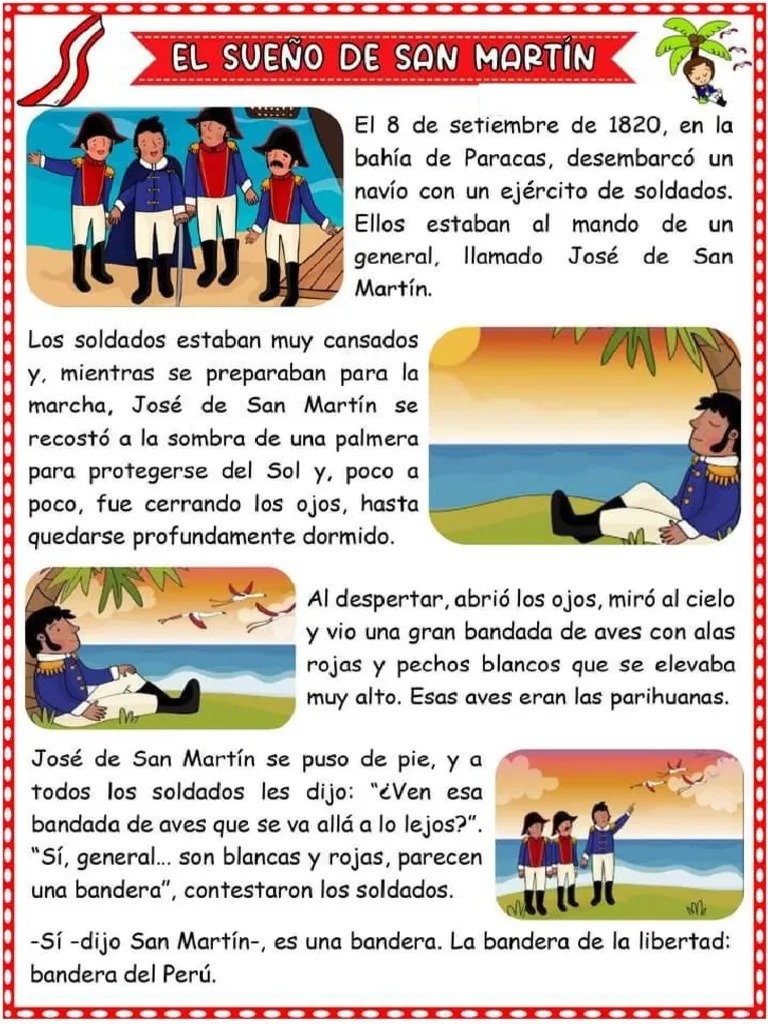 EL SUEÑO DE SAN MARTÍN
El 8 de setiembre de 1820, en la
bahía de Paracas, desembarcó un
navío con un ejército de soldados.
Ellos estaban al mando de un
general, llamado José de San
Martín.
Los soldados estaban muy cansados
y, mientras se preparaban para la
marcha, José de San Martín se
recostó a la sombra de una palmera
para protegerse del Sol y, poco a
poco, fue cerrando los ojos, hasta
quedarse profundamente dormido.
Al despertar, abrió los ojos, miró al cielo
y vio una gran bandada de aves con alas
rojas y pechos blancos que se elevaba
muy alto. Esas aves eran las parihuanas.
José de San Martín se puso de pie, y a
todos los soldados les dijo: "¿Ven esa
bandada de aves que se va allá a lo lejos?".
"Sí, general... son blancas y rojas, parecen
una bandera", contestaron los soldados.
-Sí -dijo San Martín-, es una bandera. La bandera de la libertad:
bandera del Perú.